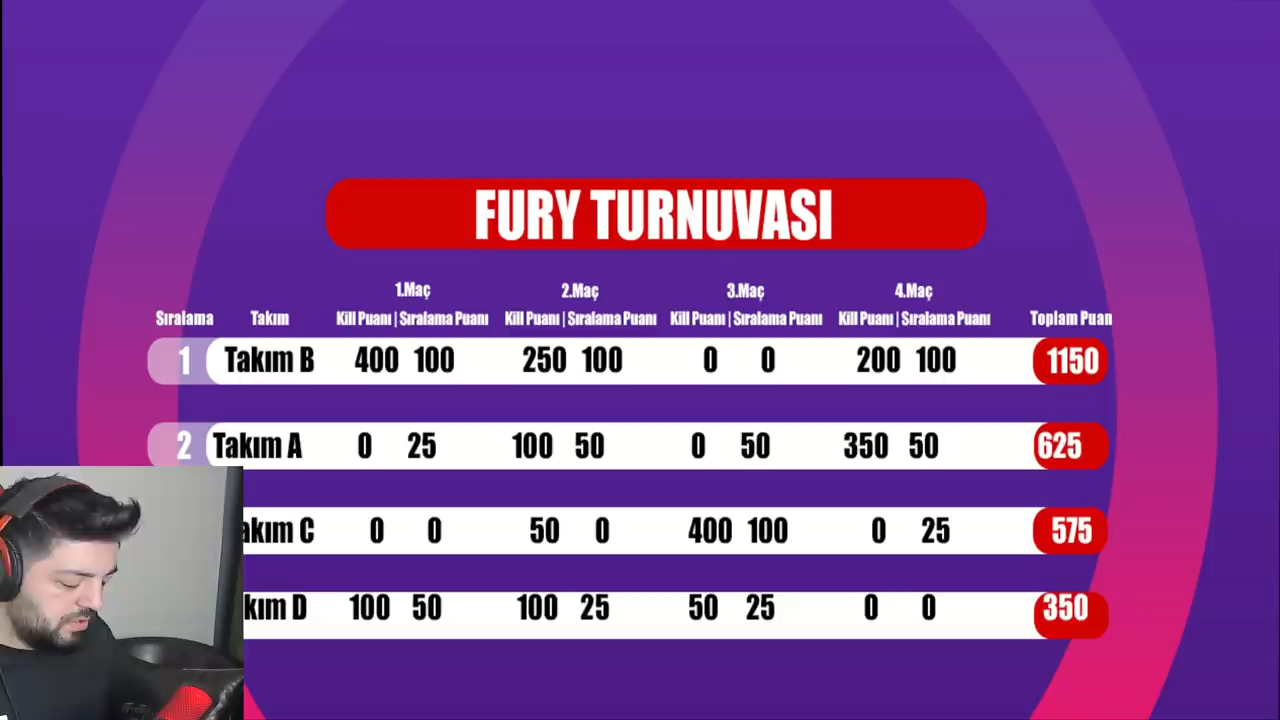 FURY TURNUVASI
1.Maç 2.Maç 3.Maç 4.Maç
Sıralama Takım Kill Puanı | Sıralama Puanı Kill Puanı | Sıralama Puanı Kill Puanı | Sıralama Puanı Kill Puanı | Sıralama Puanı Toplam Puan
1 Takım B 400 100 250 100 0 0 200 100 1150
2 Takım A 0 25 100 50 0 50 350 50 625
akım C 0 0 50 0 400 100 0 25 575
kım D 100 50 100 25 50 25 0 0 350